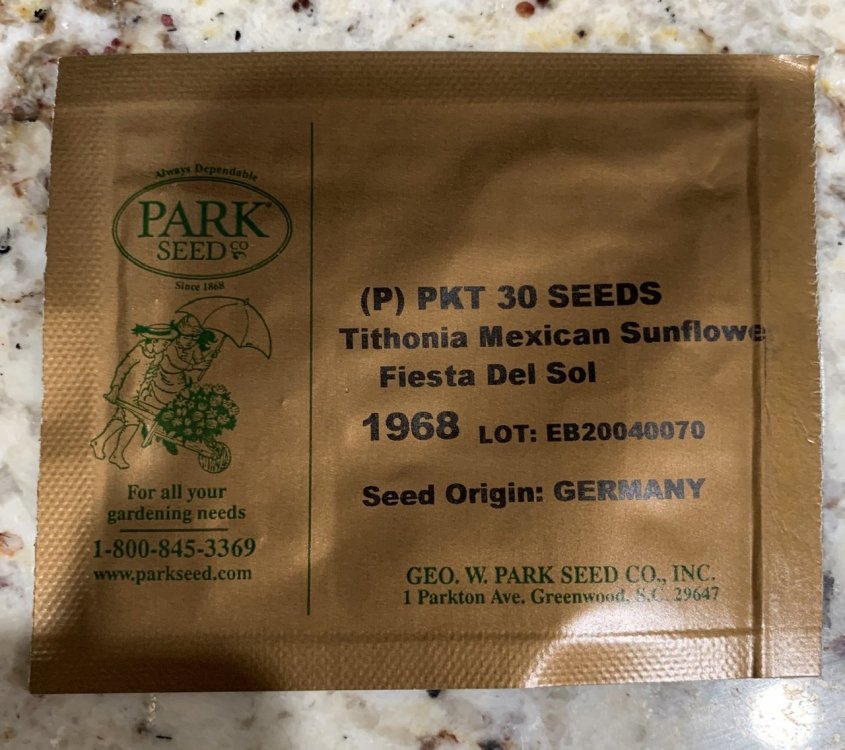 Always Dependable
PARK
SEED CO
Since 1868
For all your
gardening needs
1-800-845-3369
www.parkseed.com
(P) PKT 30 SEEDS
Tithonia Mexican Sunflowe
Fiesta Del Sol
1968 LOT: EB20040070
Seed Origin: GERMANY
GEO. W. PARK SEED CO., INC.
1 Parkton Ave. Greenwood, S.C. 29647